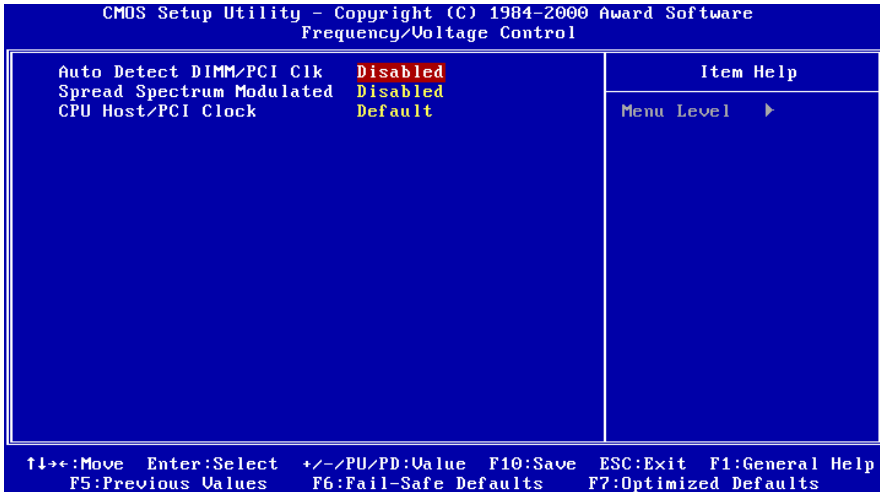 CMOS Setup Utility - Copyright (C) 1984-2000 Award Software
Frequency/Voltage Control
Auto Detect DIMM/PCI Clk Disabled
Spread Spectrum Modulated Disabled
CPU Host/PCI Clock Default
Item Help
Menu Level ▶
↑↓→←:Move Enter:Select +/-/PU/PD:Value F10:Save ESC:Exit F1:General Help
F5:Previous Values F6:Fail-Safe Defaults F7:Optimized Defaults